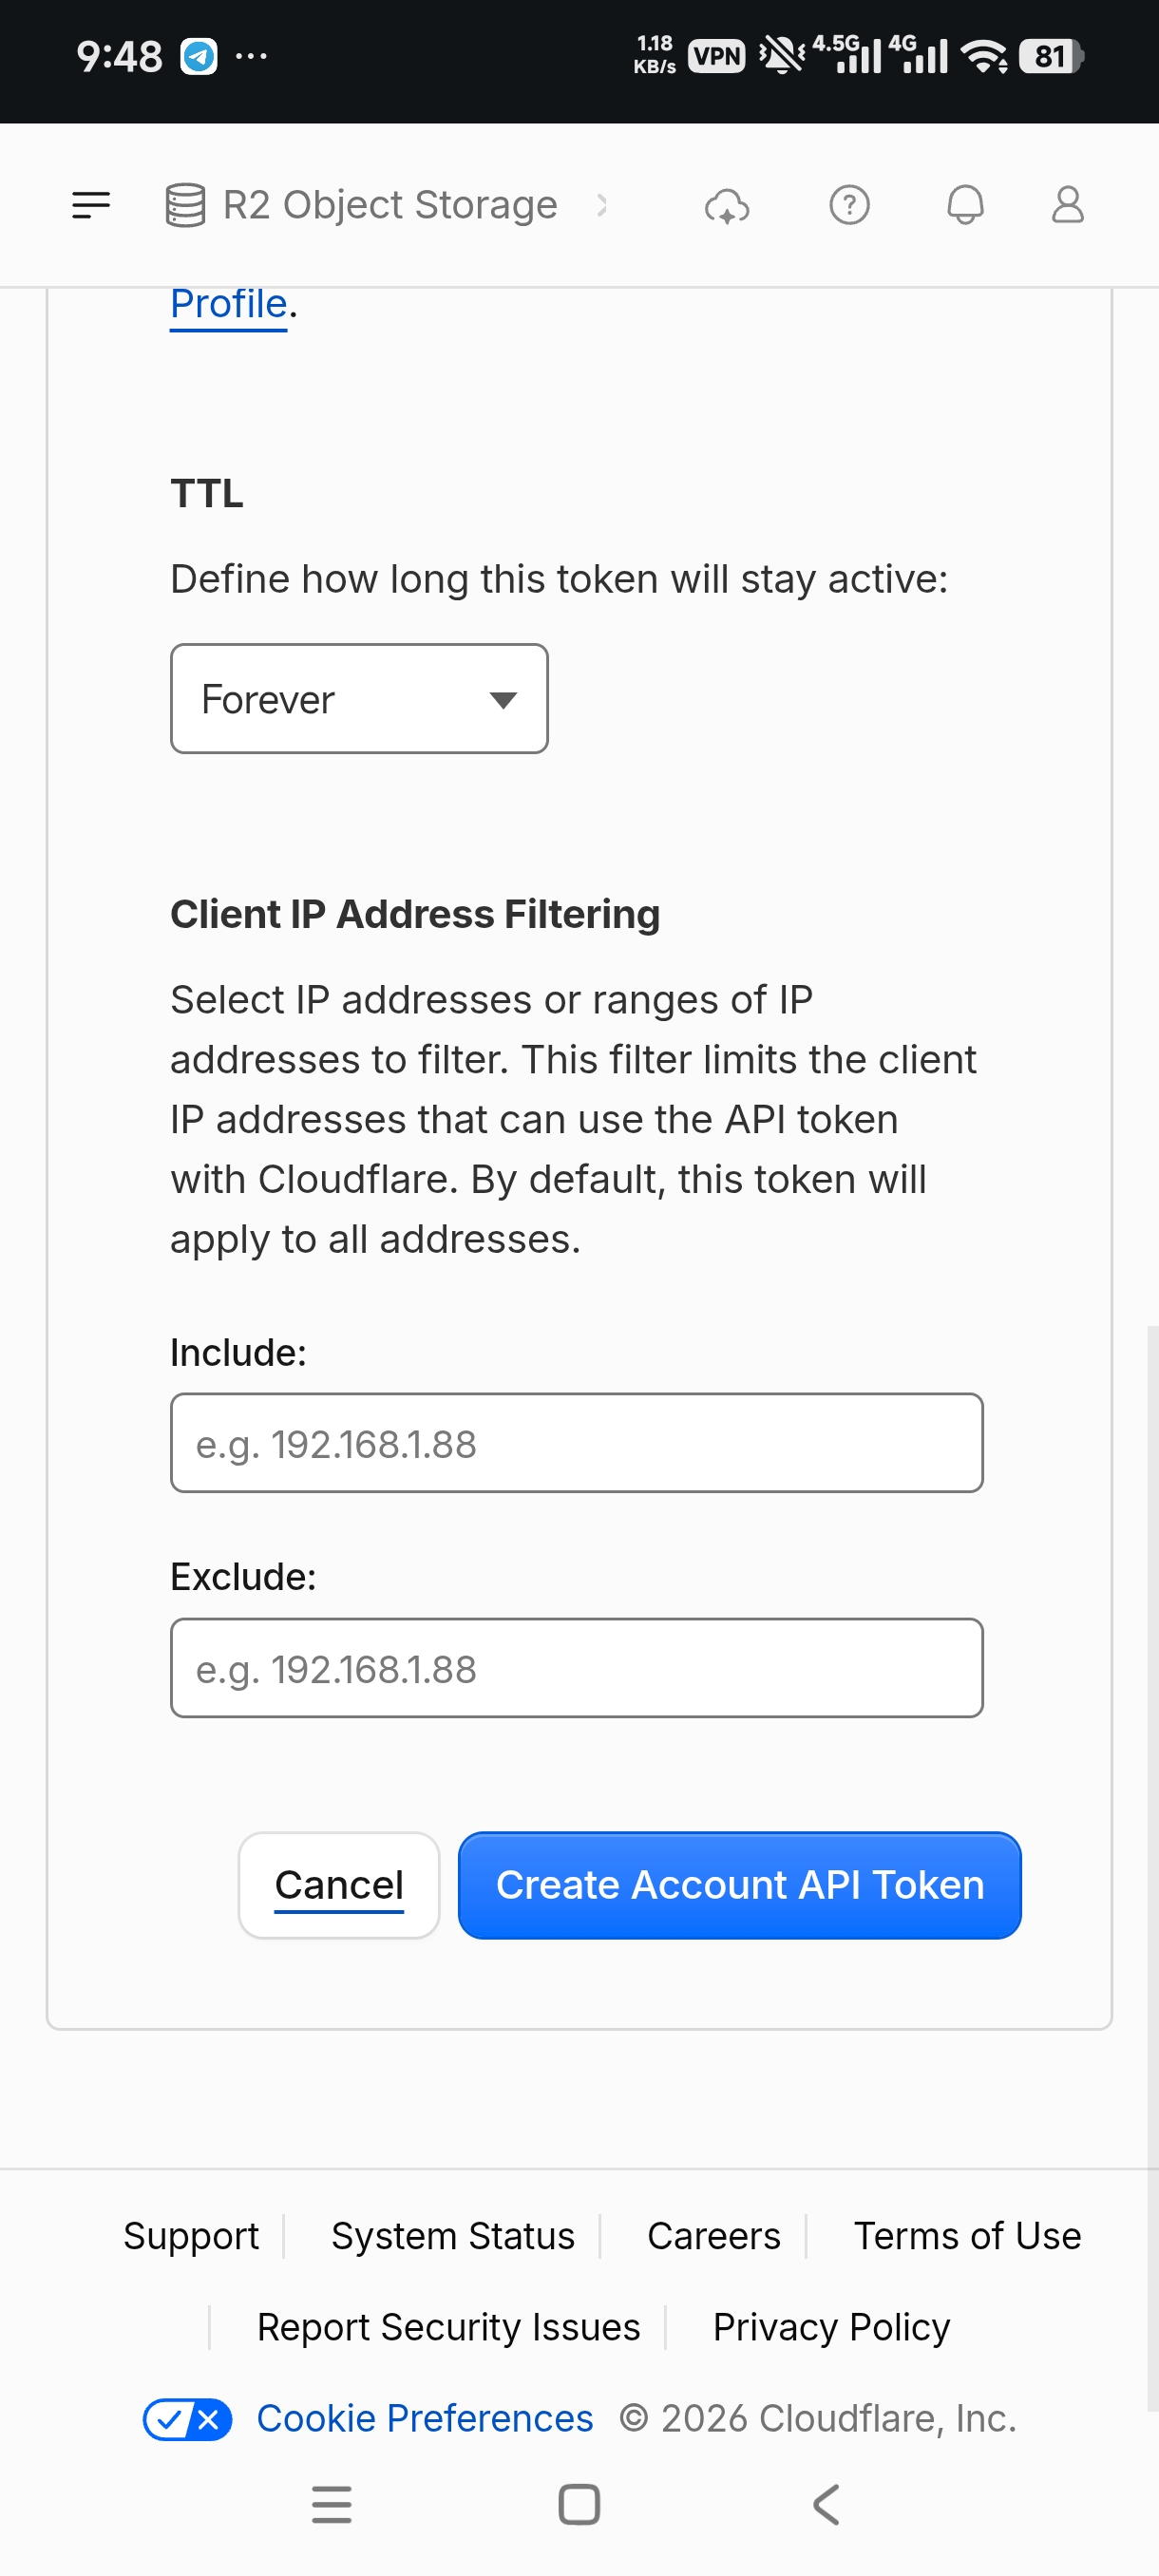 9:48
1.18
KB/s
VPN
4.5G
4G
81
R2 Object Storage
Profile.
TTL
Define how long this token will stay active:
Forever
Client IP Address Filtering
Select IP addresses or ranges of IP
addresses to filter. This filter limits the client
IP addresses that can use the API token
with Cloudflare. By default, this token will
apply to all addresses.
Include:
e.g. 192.168.1.88
Exclude:
e.g. 192.168.1.88
Cancel
Create Account API Token
Support
System Status
Careers
Terms of Use
Report Security Issues
Privacy Policy
Cookie Preferences
© 2026 Cloudflare, Inc.